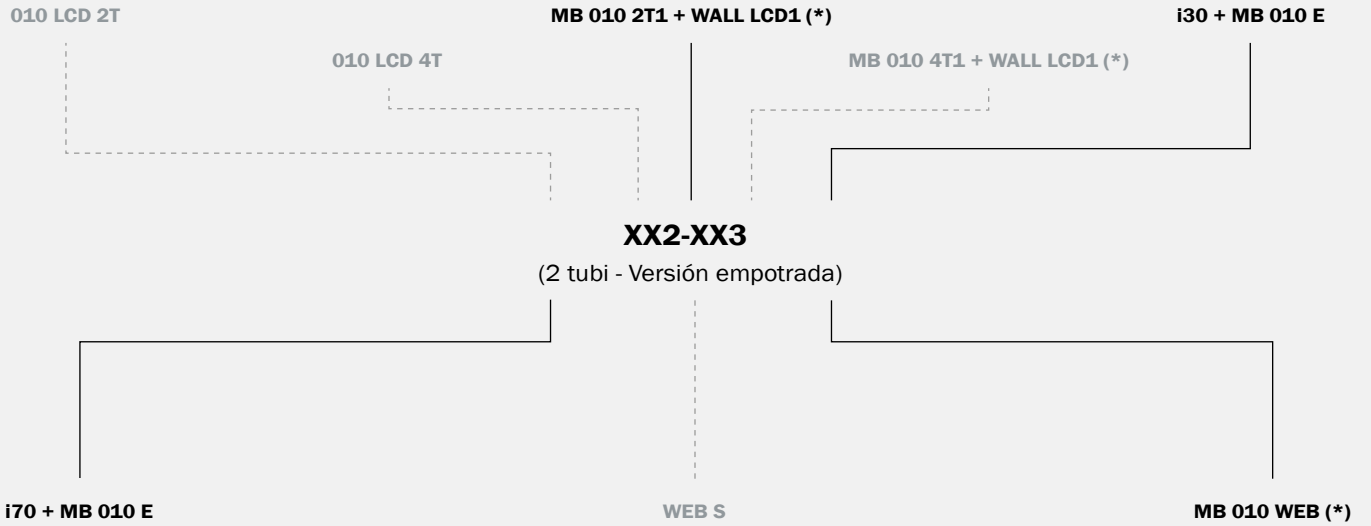 010 LCD 2T
MB 010 2T1 + WALL LCD1 (*)
i30 + MB 010 E
010 LCD 4T
MB 010 4T1 + WALL LCD1 (*)
XX2-XX3
(2 tubi - Versión empotrada)
i70 + MB 010 E
WEB S
MB 010 WEB (*)